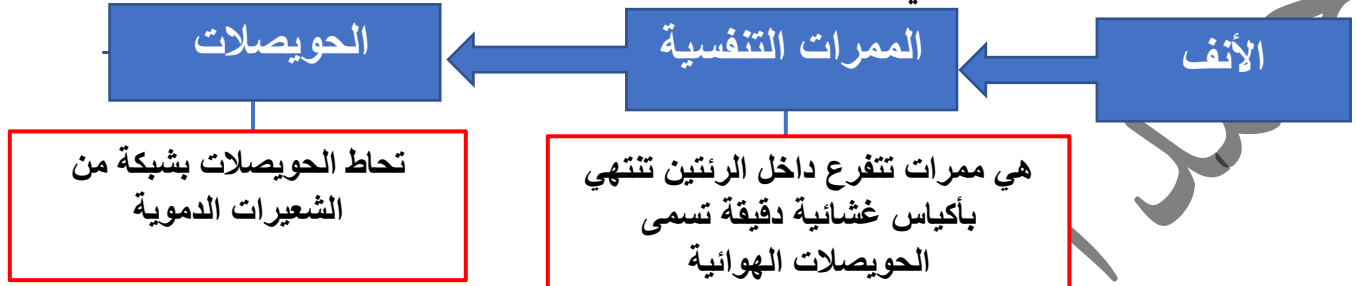 الأنف
الممرات التنفسية
الحويصلات
هي ممرات تتفرع داخل الرئتين تنتهي
بأكياس غشائية دقيقة تسمى
الحويصلات الهوائية
تحاط الحويصلات بشبكة من
الشعيرات الدموية